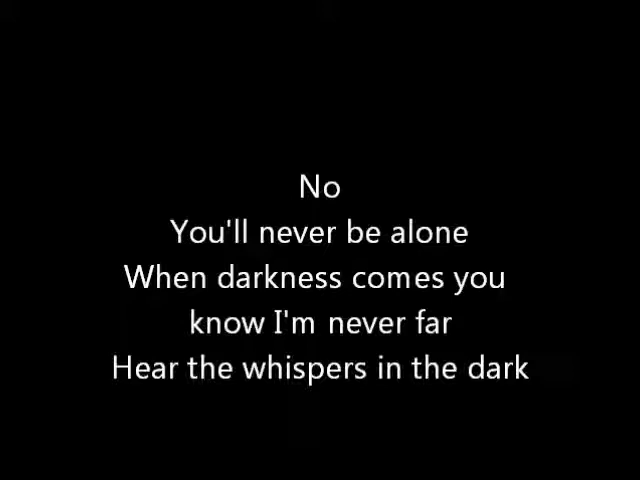 No
You'll never be alone
When darkness comes you
know I'm never far
Hear the whispers in the dark